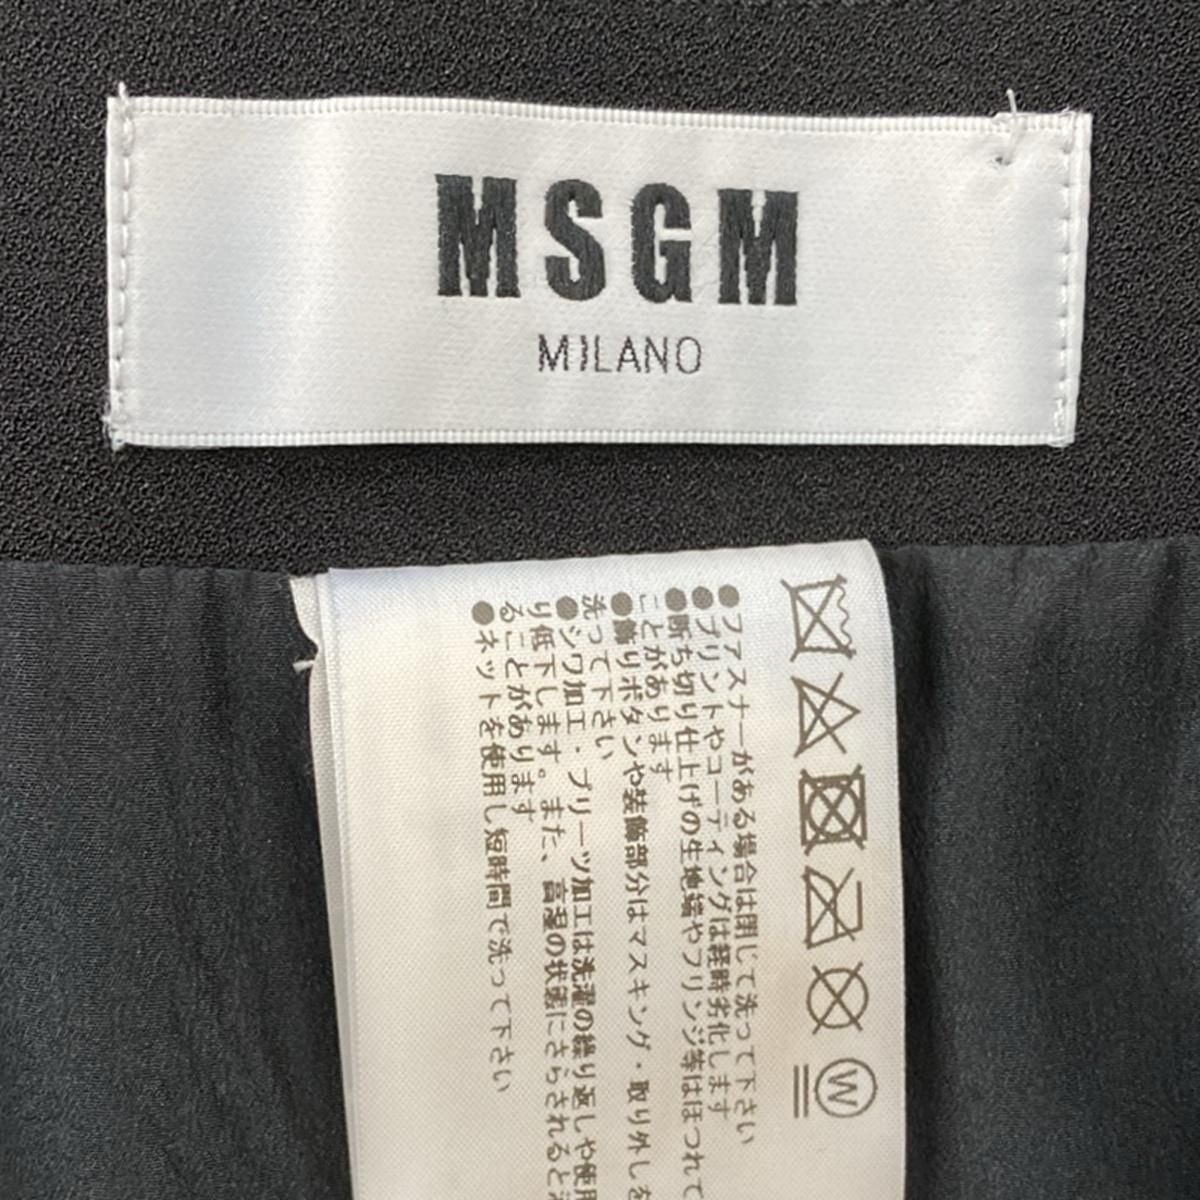 MSGM
MILANO
●ファスナーがある場合は閉じて洗って下さい
●プリントやコーティングは経時劣化します
●断ち切り仕上げの生地端やフリンジ等はほつれて
ことがあります
●飾りボタンや装飾部分はマスキング・取り外しを
洗って下さい
●シワ加工・プリーツ加工は洗濯の繰り返しや使用
り低下します。また、高湿の状態にさらされると
ることがあります
●ネットを使用し短時間で洗って下さい
W